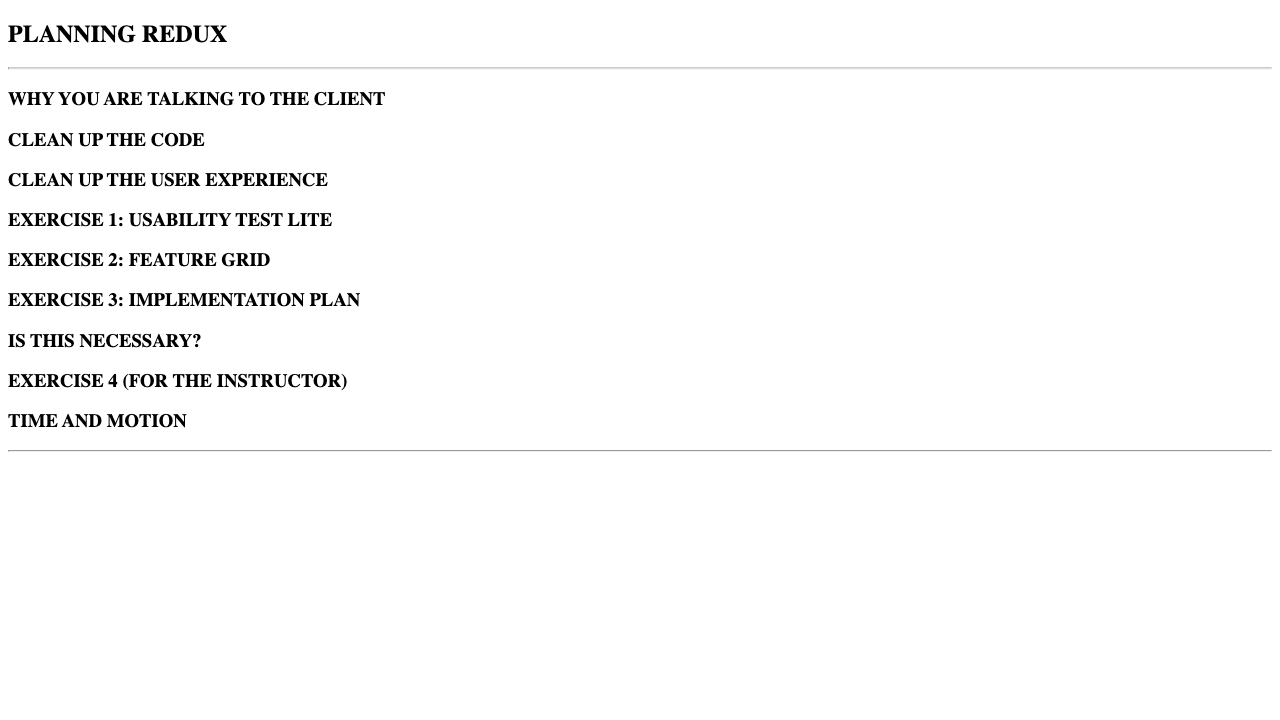 PLANNING REDUX
WHY YOU ARE TALKING TO THE CLIENT
CLEAN UP THE CODE
CLEAN UP THE USER EXPERIENCE
EXERCISE 1: USABILITY TEST LITE
EXERCISE 2: FEATURE GRID
EXERCISE 3: IMPLEMENTATION PLAN
IS THIS NECESSARY?
EXERCISE 4 (FOR THE INSTRUCTOR)
TIME AND MOTION